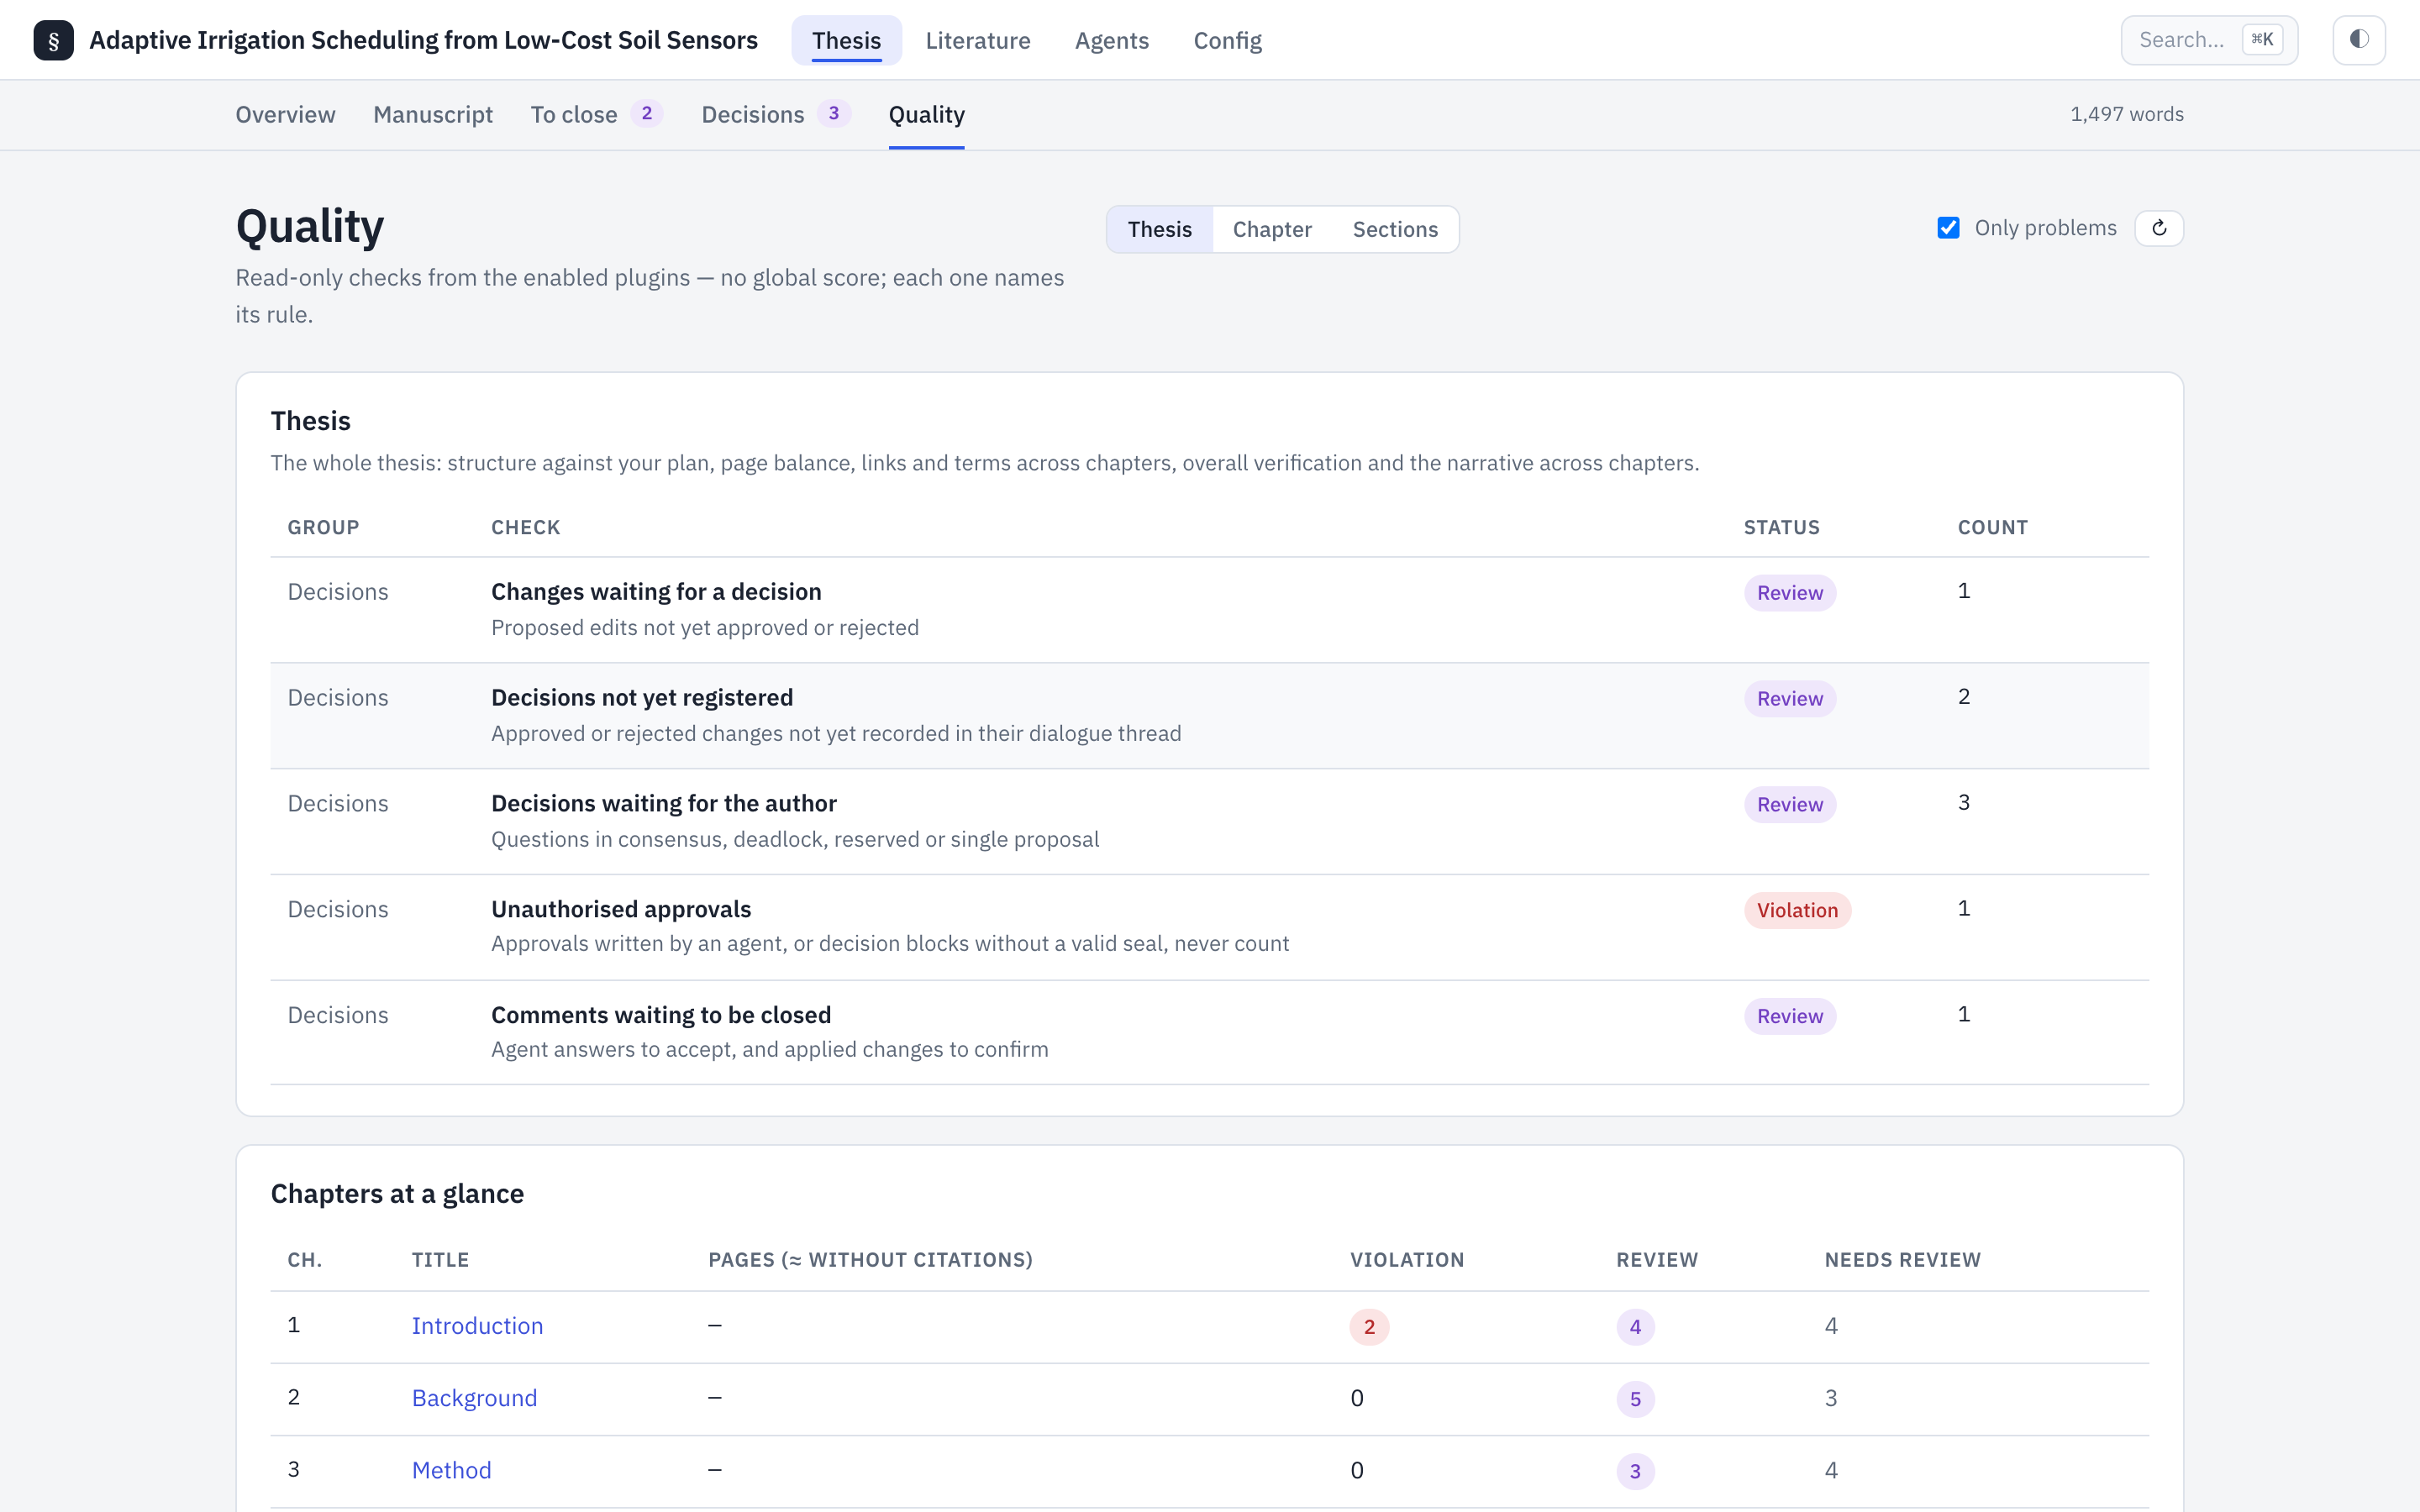 § Adaptive Irrigation Scheduling from Low-Cost Soil Sensors Thesis Literature Agents Config Search... ⌘K
Overview Manuscript To close 2 Decisions 3 Quality 1,497 words
Quality Thesis Chapter Sections Only problems ↻
Read-only checks from the enabled plugins — no global score; each one names
its rule.
Thesis
The whole thesis: structure against your plan, page balance, links and terms across chapters, overall verification and the narrative across chapters.
GROUP CHECK STATUS COUNT
Decisions Changes waiting for a decision Review 1
Proposed edits not yet approved or rejected
Decisions Decisions not yet registered Review 2
Approved or rejected changes not yet recorded in their dialogue thread
Decisions Decisions waiting for the author Review 3
Questions in consensus, deadlock, reserved or single proposal
Decisions Unauthorised approvals Violation 1
Approvals written by an agent, or decision blocks without a valid seal, never count
Decisions Comments waiting to be closed Review 1
Agent answers to accept, and applied changes to confirm
Chapters at a glance
CH. TITLE PAGES (≈ WITHOUT CITATIONS) VIOLATION REVIEW NEEDS REVIEW
1 Introduction — 2 4 4
2 Background — 0 5 3
3 Method — 0 3 4